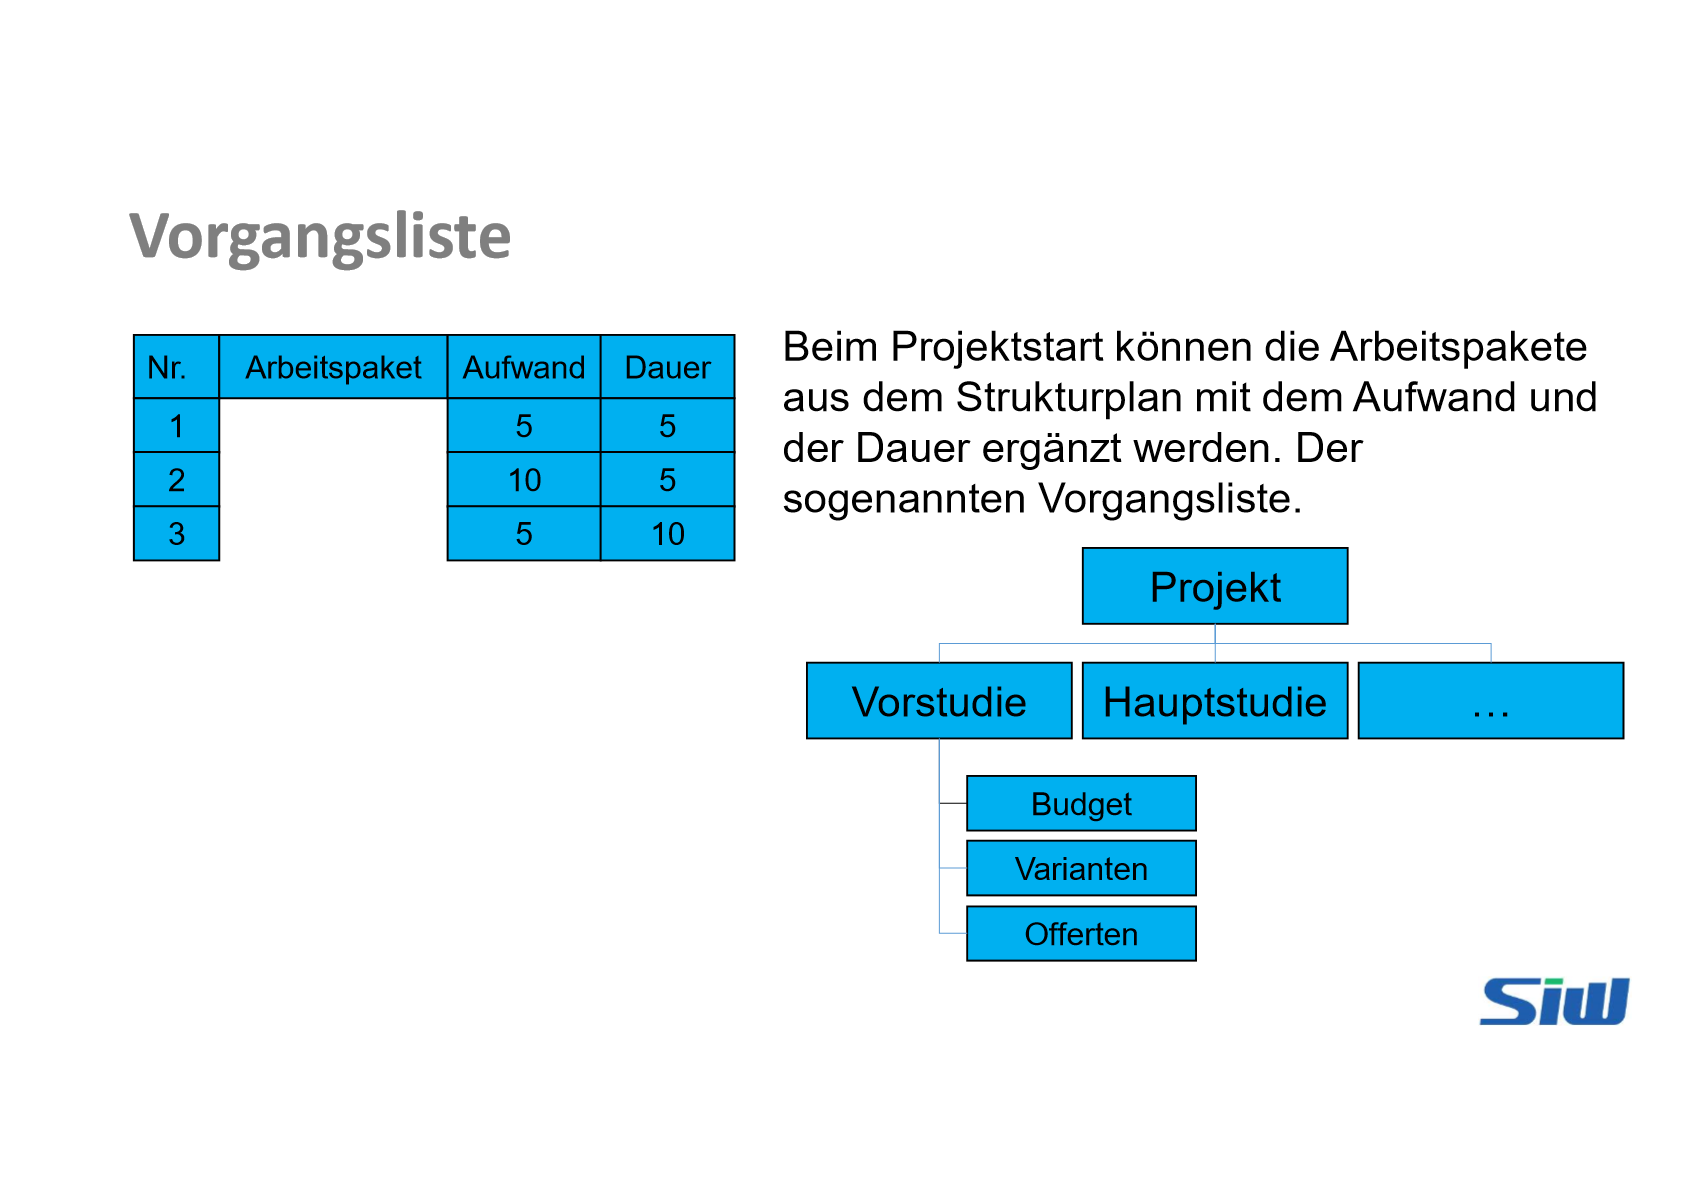 Vorgangsliste
Nr. Arbeitspaket Aufwand Dauer
1 5 5
2 10 5
3 5 10
Beim Projektstart können die Arbeitspakete
aus dem Strukturplan mit dem Aufwand und
der Dauer ergänzt werden. Der
sogenannten Vorgangsliste.
Projekt
Vorstudie Hauptstudie ...
Budget
Varianten
Offerten
Siw